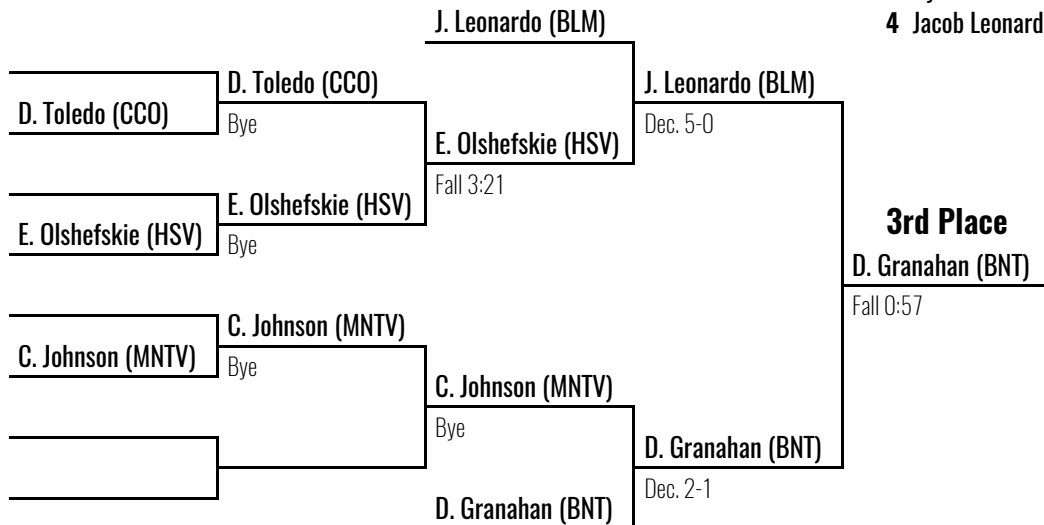 J. Leonardo (BLM)
4 Jacob Leonard
D. Toledo (CCO)
J. Leonardo (BLM)
D. Toledo (CCO)
Bye
Dec. 5-0
E. Olshefskie (HSV)
Fall 3:21
E. Olshefskie (HSV)
E. Olshefskie (HSV)
Bye
3rd Place
D. Granahan (BNT)
Fall 0:57
C. Johnson (MNTV)
C. Johnson (MNTV)
Bye
C. Johnson (MNTV)
Bye
D. Granahan (BNT)
Dec. 2-1
D. Granahan (BNT)